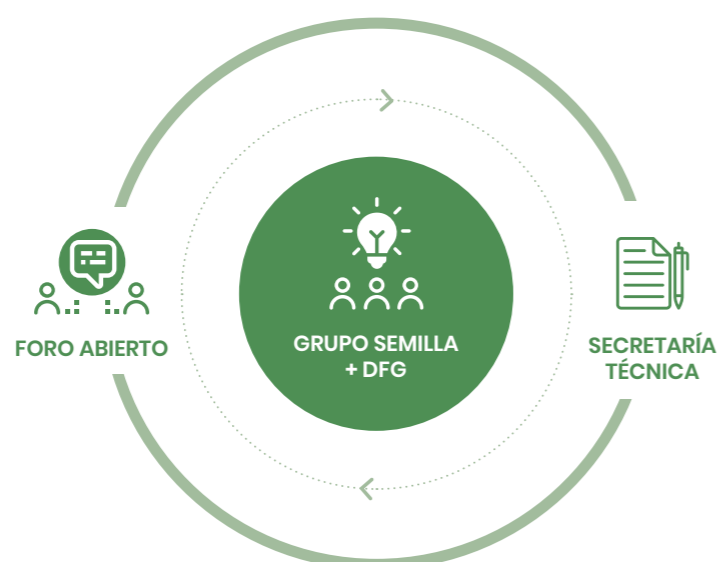 FORO ABIERTO
GRUPO SEMILLA
+ DFG
SECRETARÍA
TÉCNICA